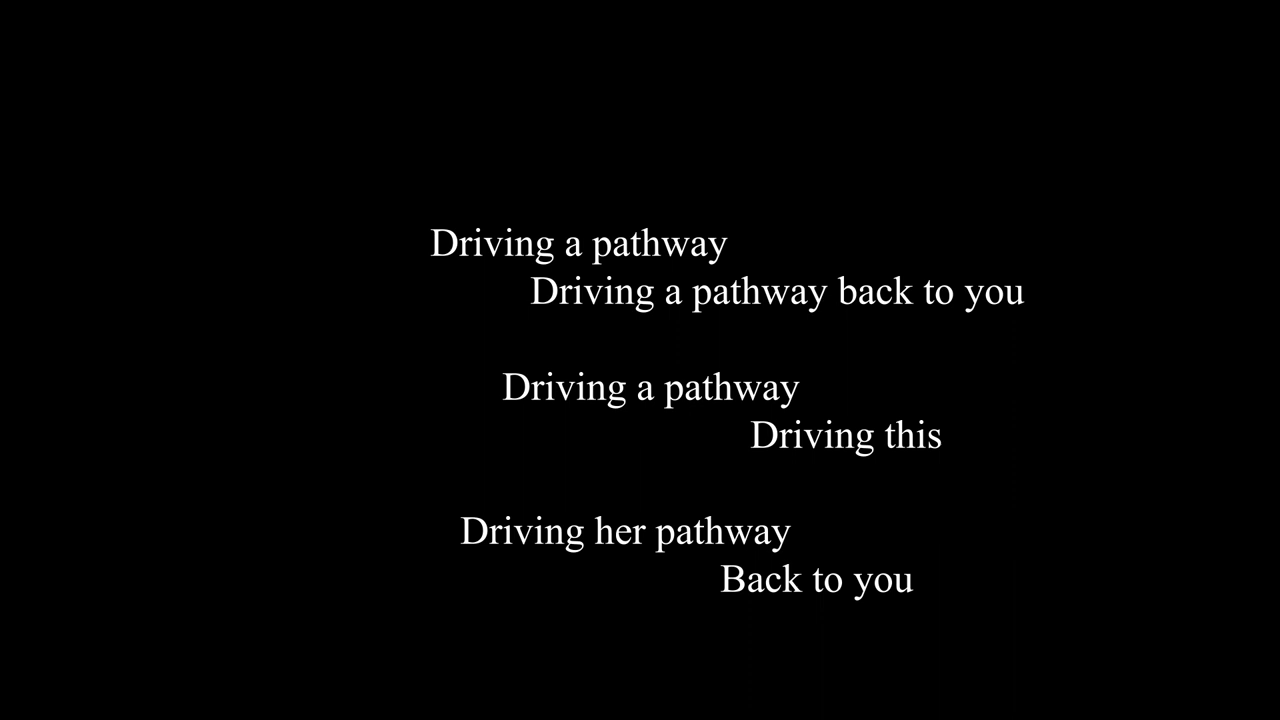 Driving a pathway
Driving a pathway back to you
Driving a pathway
Driving this
Driving her pathway
Back to you